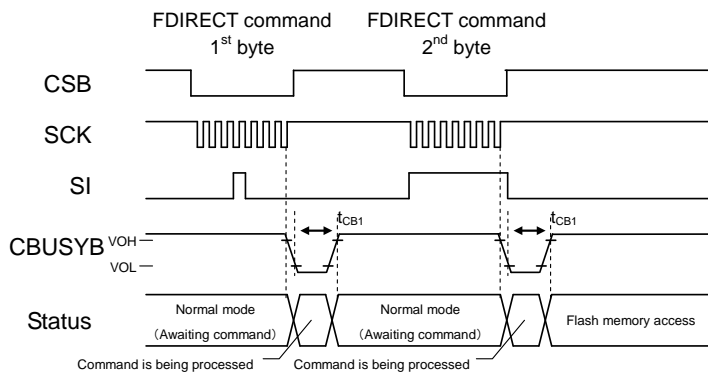 FDIRECT command
1st byte
FDIRECT command
2nd byte
CSB
SCK
SI
tCB1
tCB1
CBUSYB
VOH
VOL
Status
Normal mode
(Awaiting command)
Normal mode
(Awaiting command)
Flash memory access
Command is being processed
Command is being processed